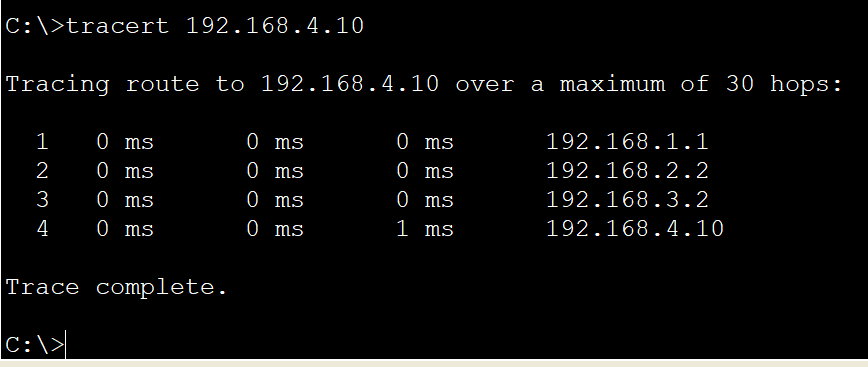 C:\>tracert 192.168.4.10
Tracing route to 192.168.4.10 over a maximum of 30 hops:
1 0 ms 0 ms 0 ms 192.168.1.1
2 0 ms 0 ms 0 ms 192.168.2.2
3 0 ms 0 ms 0 ms 192.168.3.2
4 0 ms 0 ms 1 ms 192.168.4.10
Trace complete.
C:\>